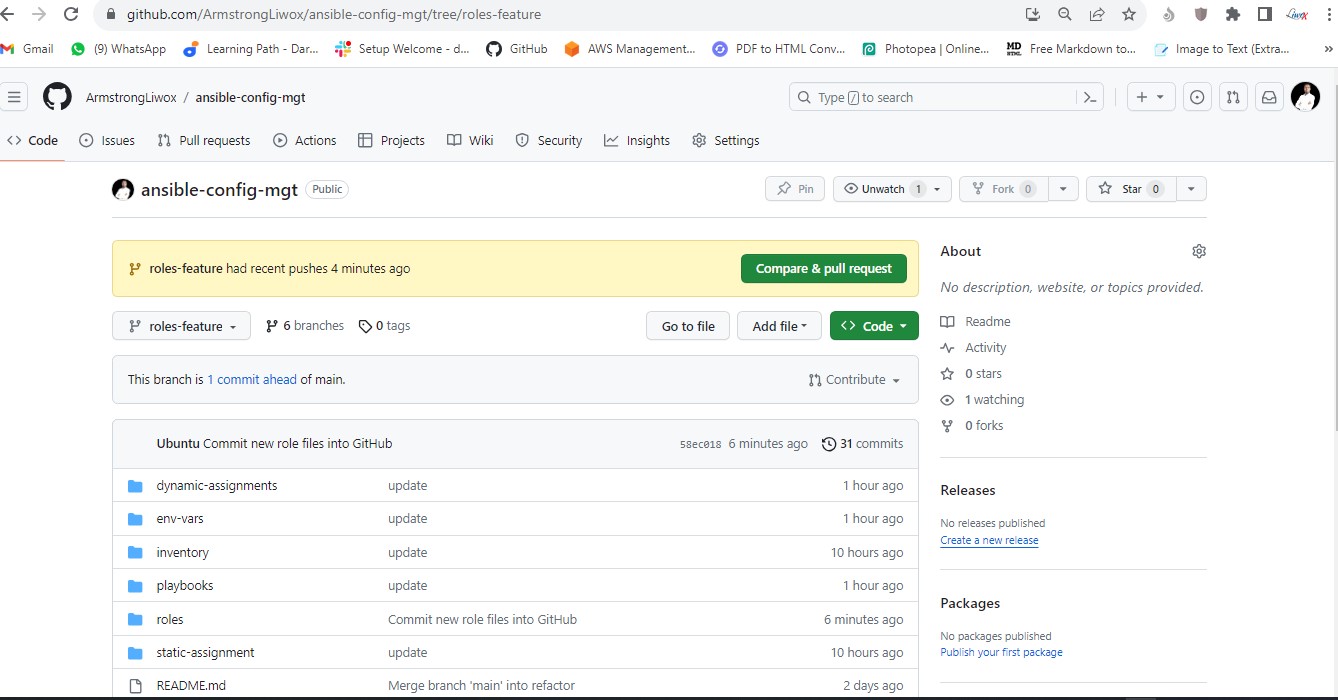 github.com/ArmstrongLiwox/ansible-config-mgt/tree/roles-feature
Gmail (9) WhatsApp Learning Path - Dar... Setup Welcome - d... GitHub AWS Management... PDF to HTML Conv... Photopea | Online... Free Markdown to... Image to Text (Extra... »
ArmstrongLiwox / ansible-config-mgt Type / to search
Code Issues Pull requests Actions Projects Wiki Security Insights Settings
ansible-config-mgt Public Pin Unwatch 1 Fork 0 Star 0
roles-feature had recent pushes 4 minutes ago Compare & pull request
About
No description, website, or topics provided.
roles-feature 6 branches 0 tags Go to file Add file Code
Readme
Activity
0 stars
1 watching
0 forks
This branch is 1 commit ahead of main. Contribute
Ubuntu Commit new role files into GitHub 58ec018 6 minutes ago 31 commits
dynamic-assignments update 1 hour ago
env-vars update 1 hour ago
inventory update 10 hours ago
playbooks update 1 hour ago
roles Commit new role files into GitHub 6 minutes ago
static-assignment update 10 hours ago
README.md Merge branch 'main' into refactor 2 days ago
Releases
No releases published
Create a new release
Packages
No packages published
Publish your first package